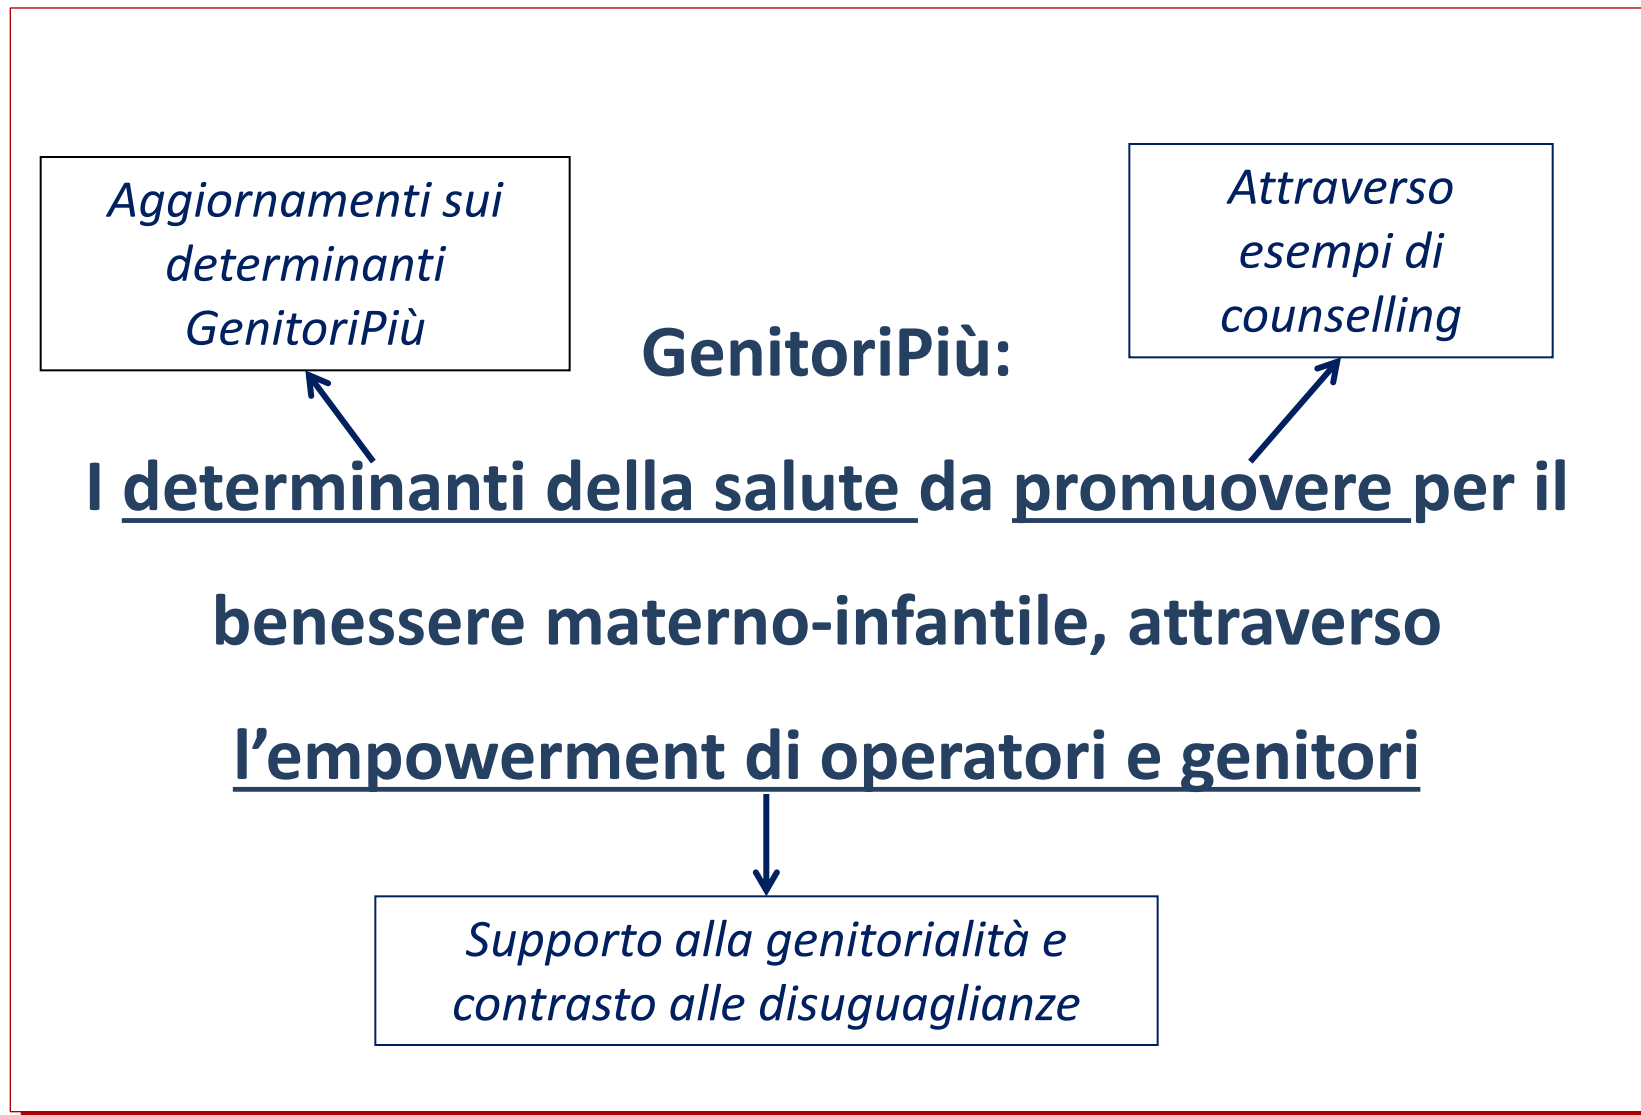 Aggiornamenti sui
determinanti
GenitoriPiù
Attraverso
esempi di
counselling
GenitoriPiù:
I determinanti della salute da promuovere per il
benessere materno-infantile, attraverso
l’empowerment di operatori e genitori
Supporto alla genitorialità e
contrasto alle disuguaglianze